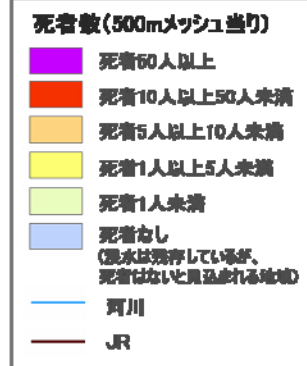 死者数(500mメッシュ当り)
死者50人以上
死者10人以上50人未満
死者5人以上10人未満
死者1人以上5人未満
死者1人未満
死者なし
(浸水は残存しているが、
死者はないと見込まれる地域)
河川
JR